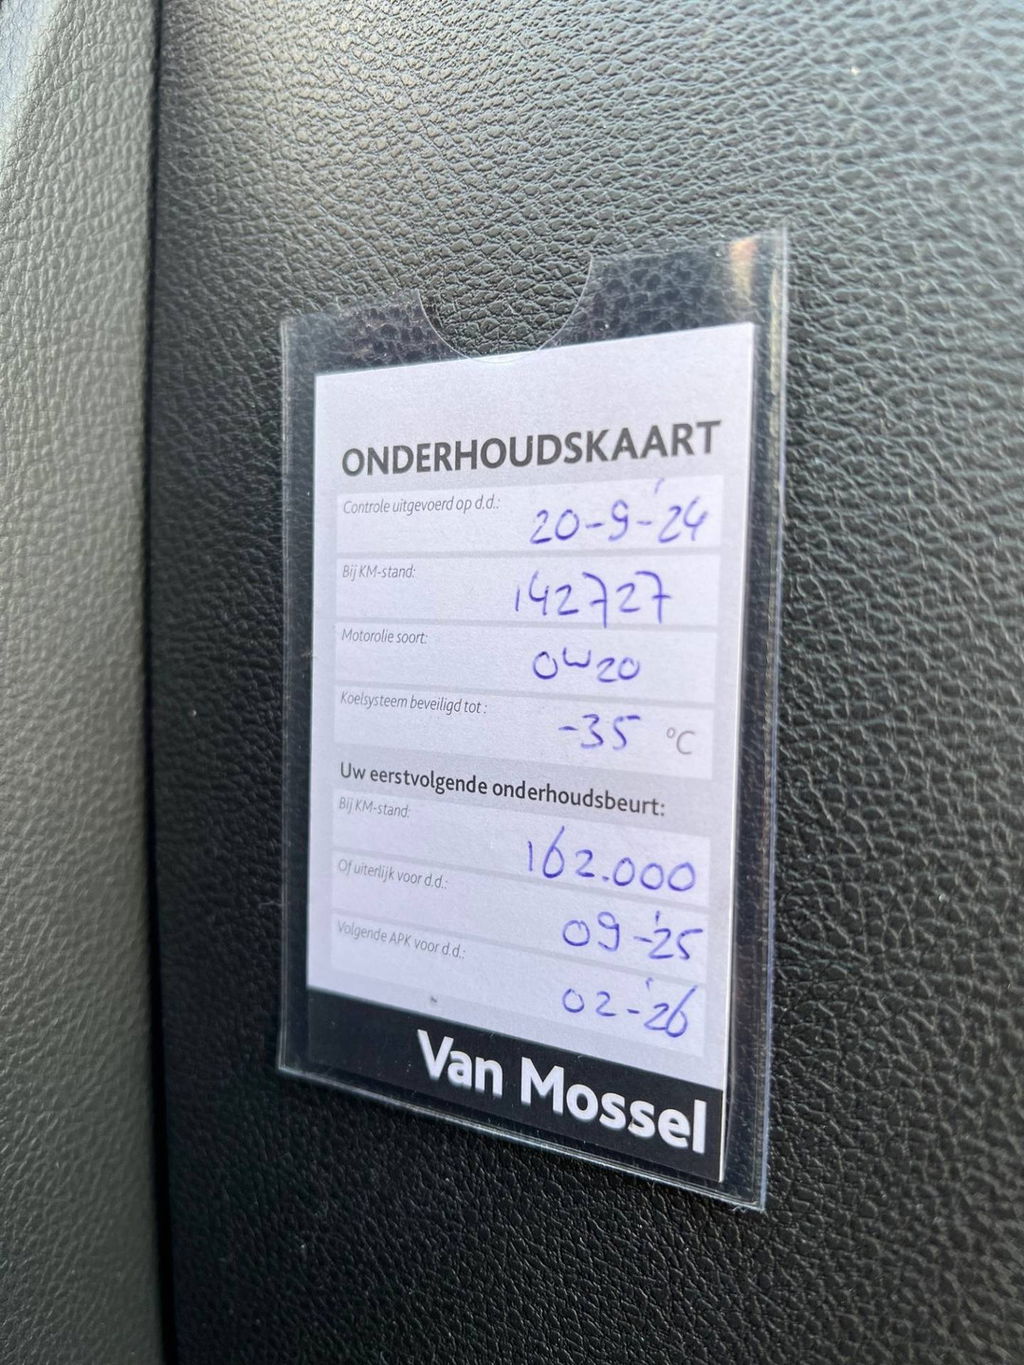 ONDERHOUDSKAART
Controle uitgevoerd op d.d.: 20-9-'24
Bij KM-stand: 142727
Motorolie soort: 0W20
Koelsysteem beveiligd tot : -35 °C
Uw eerstvolgende onderhoudsbeurt:
Bij KM-stand: 162.000
Of uiterlijk voor d.d.: 09-'25
Volgende APK voor d.d.: 02-'26
Van Mossel